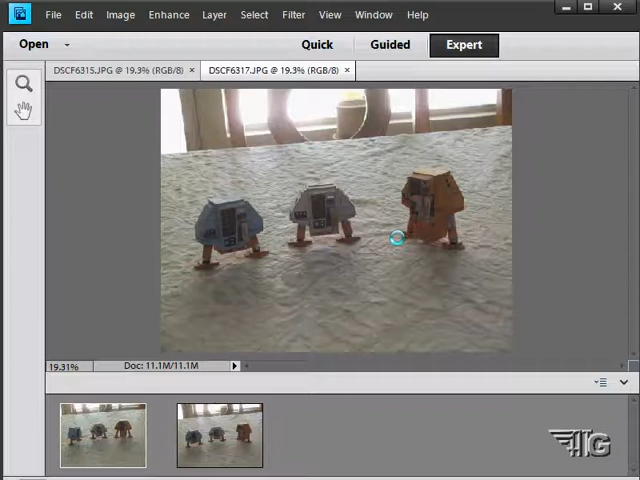 File Edit Image Enhance Layer Select Filter View Window Help
Open Quick Guided Expert
DSCF6315.JPG @ 19.3% (RGB/8) × DSCF6317.JPG @ 19.3% (RGB/8) ×
19.31% Doc: 11.1M/11.1M
HG